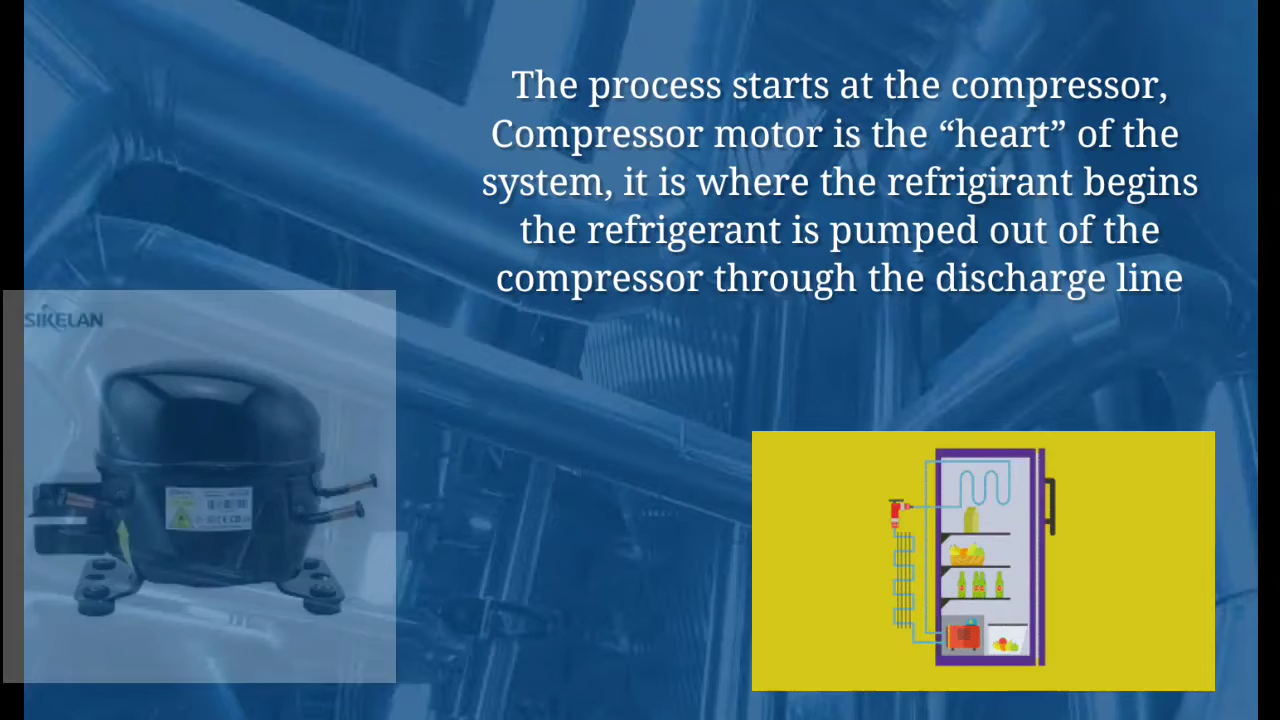 The process starts at the compressor,
Compressor motor is the “heart” of the
system, it is where the refrigirant begins
the refrigerant is pumped out of the
compressor through the discharge line
SIKELAN